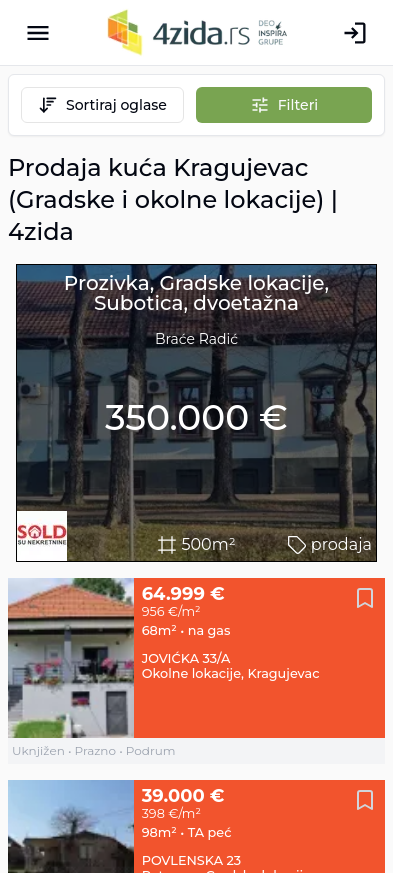 4zida.rs
DEO
INSPIRA
GRUPE
Sortiraj oglase
Filteri
Prodaja kuća Kragujevac
(Gradske i okolne lokacije) |
4zida
Prozivka, Gradske lokacije,
Subotica, dvoetažna
Braće Radić
350.000 €
SOLD
SU NEKRETNINE
500m²
prodaja
64.999 €
956 €/m²
68m² • na gas
JOVIĆKA 33/A
Okolne lokacije, Kragujevac
Uknjižen • Prazno • Podrum
39.000 €
398 €/m²
98m² • TA peć
POVLENSKA 23